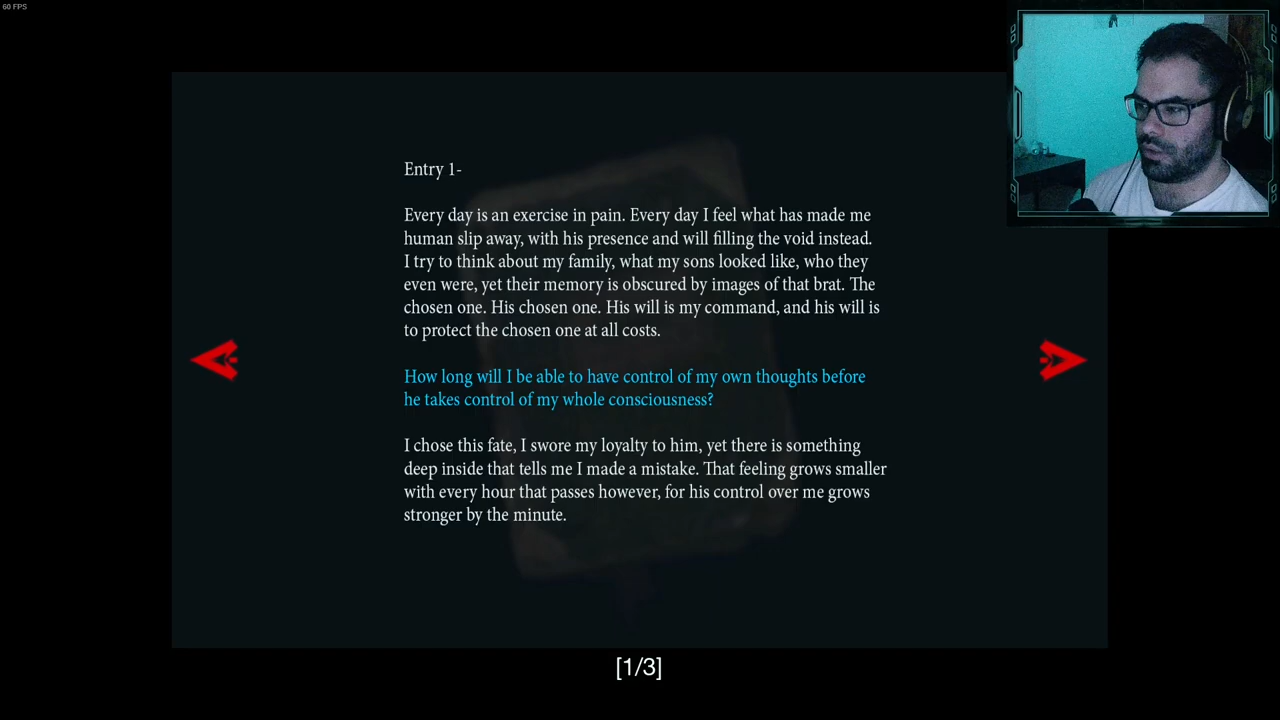 60 FPS
Entry 1-
Every day is an exercise in pain. Every day I feel what has made me
human slip away, with his presence and will filling the void instead.
I try to think about my family, what my sons looked like, who they
even were, yet their memory is obscured by images of that brat. The
chosen one. His chosen one. His will is my command, and his will is
to protect the chosen one at all costs.
How long will I be able to have control of my own thoughts before
he takes control of my whole consciousness?
I chose this fate, I swore my loyalty to him, yet there is something
deep inside that tells me I made a mistake. That feeling grows smaller
with every hour that passes however, for his control over me grows
stronger by the minute.
[1/3]